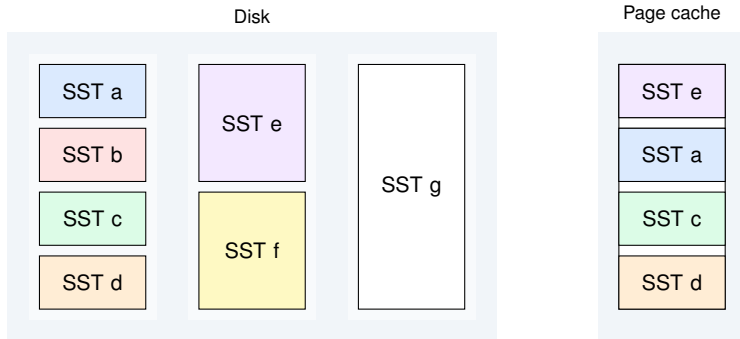 Disk
SST a
SST b
SST c
SST d
SST e
SST f
SST g
Page cache
SST e
SST a
SST c
SST d